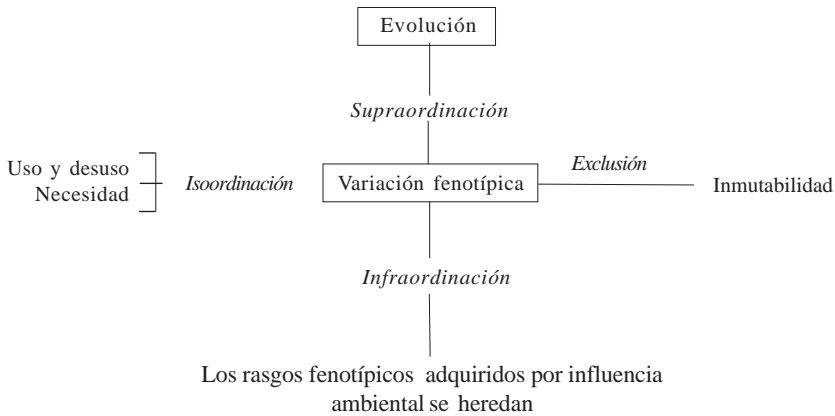 Evolución
Supraordinación
Uso y desuso
Necesidad
Isoordinación
Variación fenotípica
Exclusión
Inmutabilidad
Infraordinación
Los rasgos fenotípicos adquiridos por influencia
ambiental se heredan